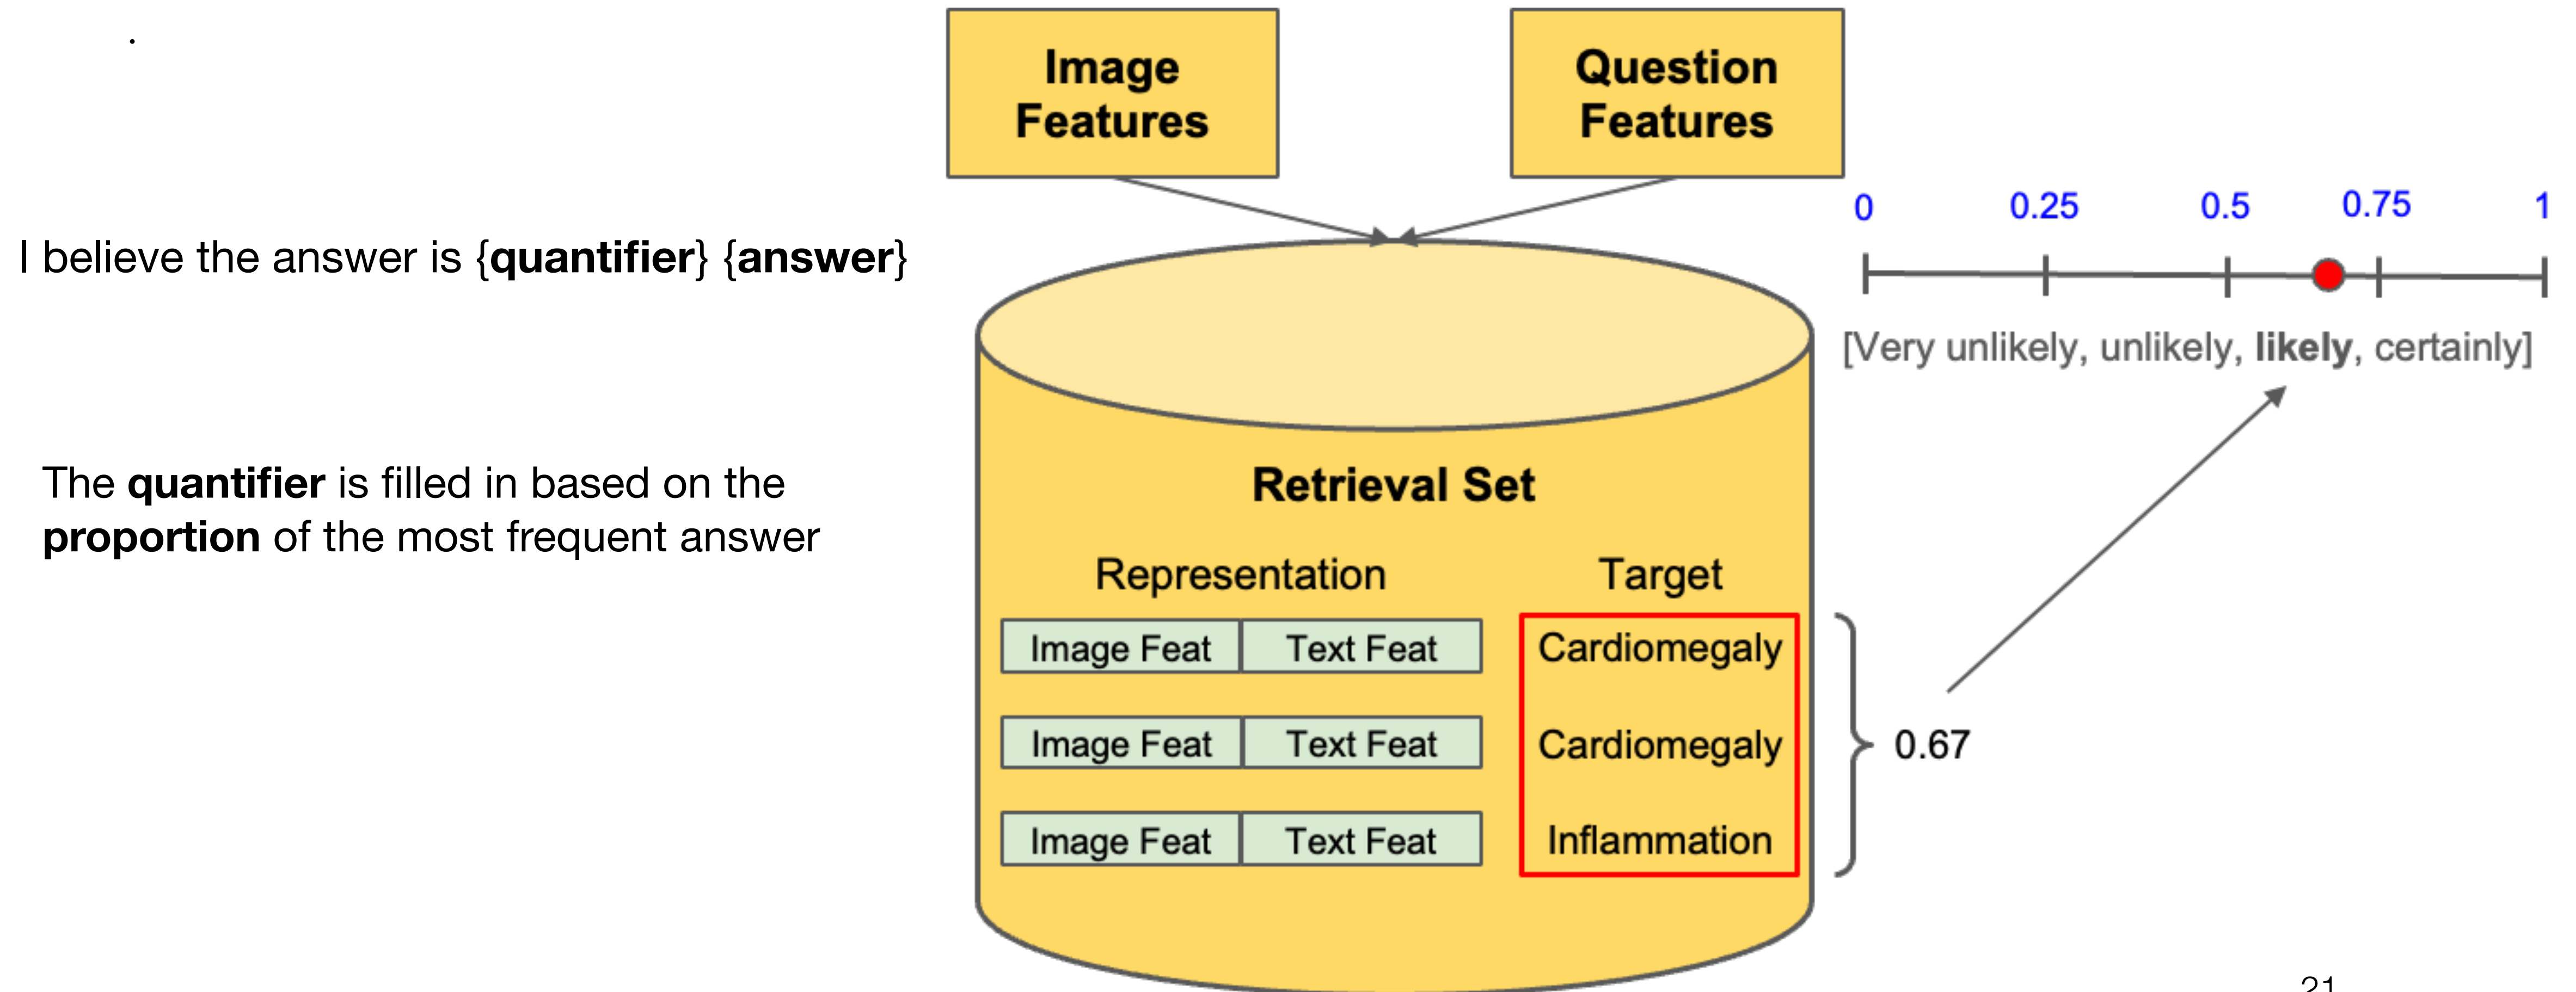 .
Image
Features
Question
Features
0 0.25 0.5 0.75 1
I believe the answer is {quantifier} {answer}
[Very unlikely, unlikely, likely, certainly]
The quantifier is filled in based on the
proportion of the most frequent answer
Retrieval Set
Representation Target
Image Feat Text Feat Cardiomegaly
Image Feat Text Feat Cardiomegaly
0.67
Image Feat Text Feat Inflammation
21